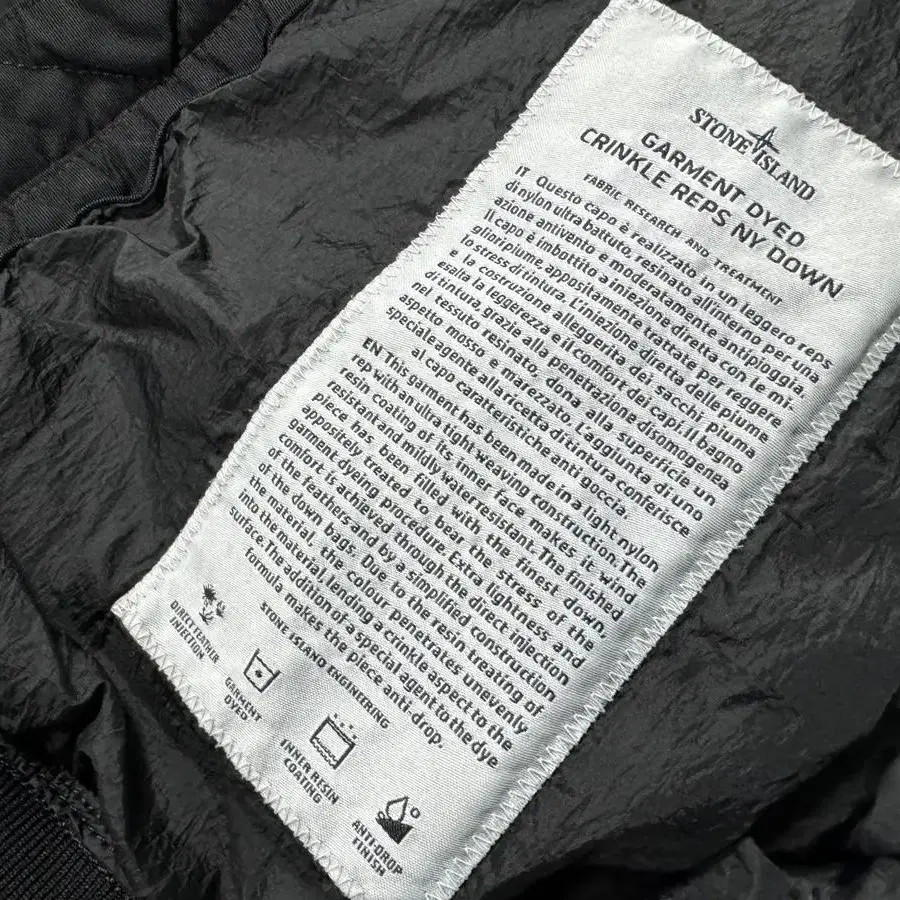 STONE ISLAND
GARMENT DYED
CRINKLE REPS NY DOWN
FABRIC RESEARCH AND TREATMENT
IT Questo capo è realizzato in un leggero reps
di nylon ultra battuto, resinato all'interno per una
azione antivento e moderatamente antipioggia.
Il capo è imbottito a iniezione diretta con le mi-
gliori piume, appositamente trattate per reggere
lo stress di tintura. L'iniezione diretta delle piume
e la costruzione alleggerita dei sacchi piuma
esalta la leggerezza e il comfort dei capi. Il bagno
di tintura, grazie alla penetrazione disomogenea
nel tessuto resinato, dona alla superficie un
aspetto mosso e marezzato. L'aggiunta di uno
speciale agente alla ricetta di tintura conferisce
al capo caratteristiche anti goccia.
EN This garment has been made in a light nylon
rep with an ultra tight weaving construction. The
resin coating of its inner face makes it wind
resistant and mildly water resistant. The finished
piece has been filled with the finest down,
appositely treated to bear the stress of the
garment dyeing procedure. Extra lightness and
comfort is achieved through the direct injection
of the feathers and by a simplified construction
of the down bags. Due to the resin treating of
the material, the colour penetrates unevenly
into the material, lending a crinkle aspect to the
surface. The addition of a special agent to the dye
formula makes the piece anti-drop.
STONE ISLAND ENGINEERING
DIRECT FEATHER
INJECTION
GARMENT
DYED
INNER RESIN
COATING
ANTI-DROP
FINISH